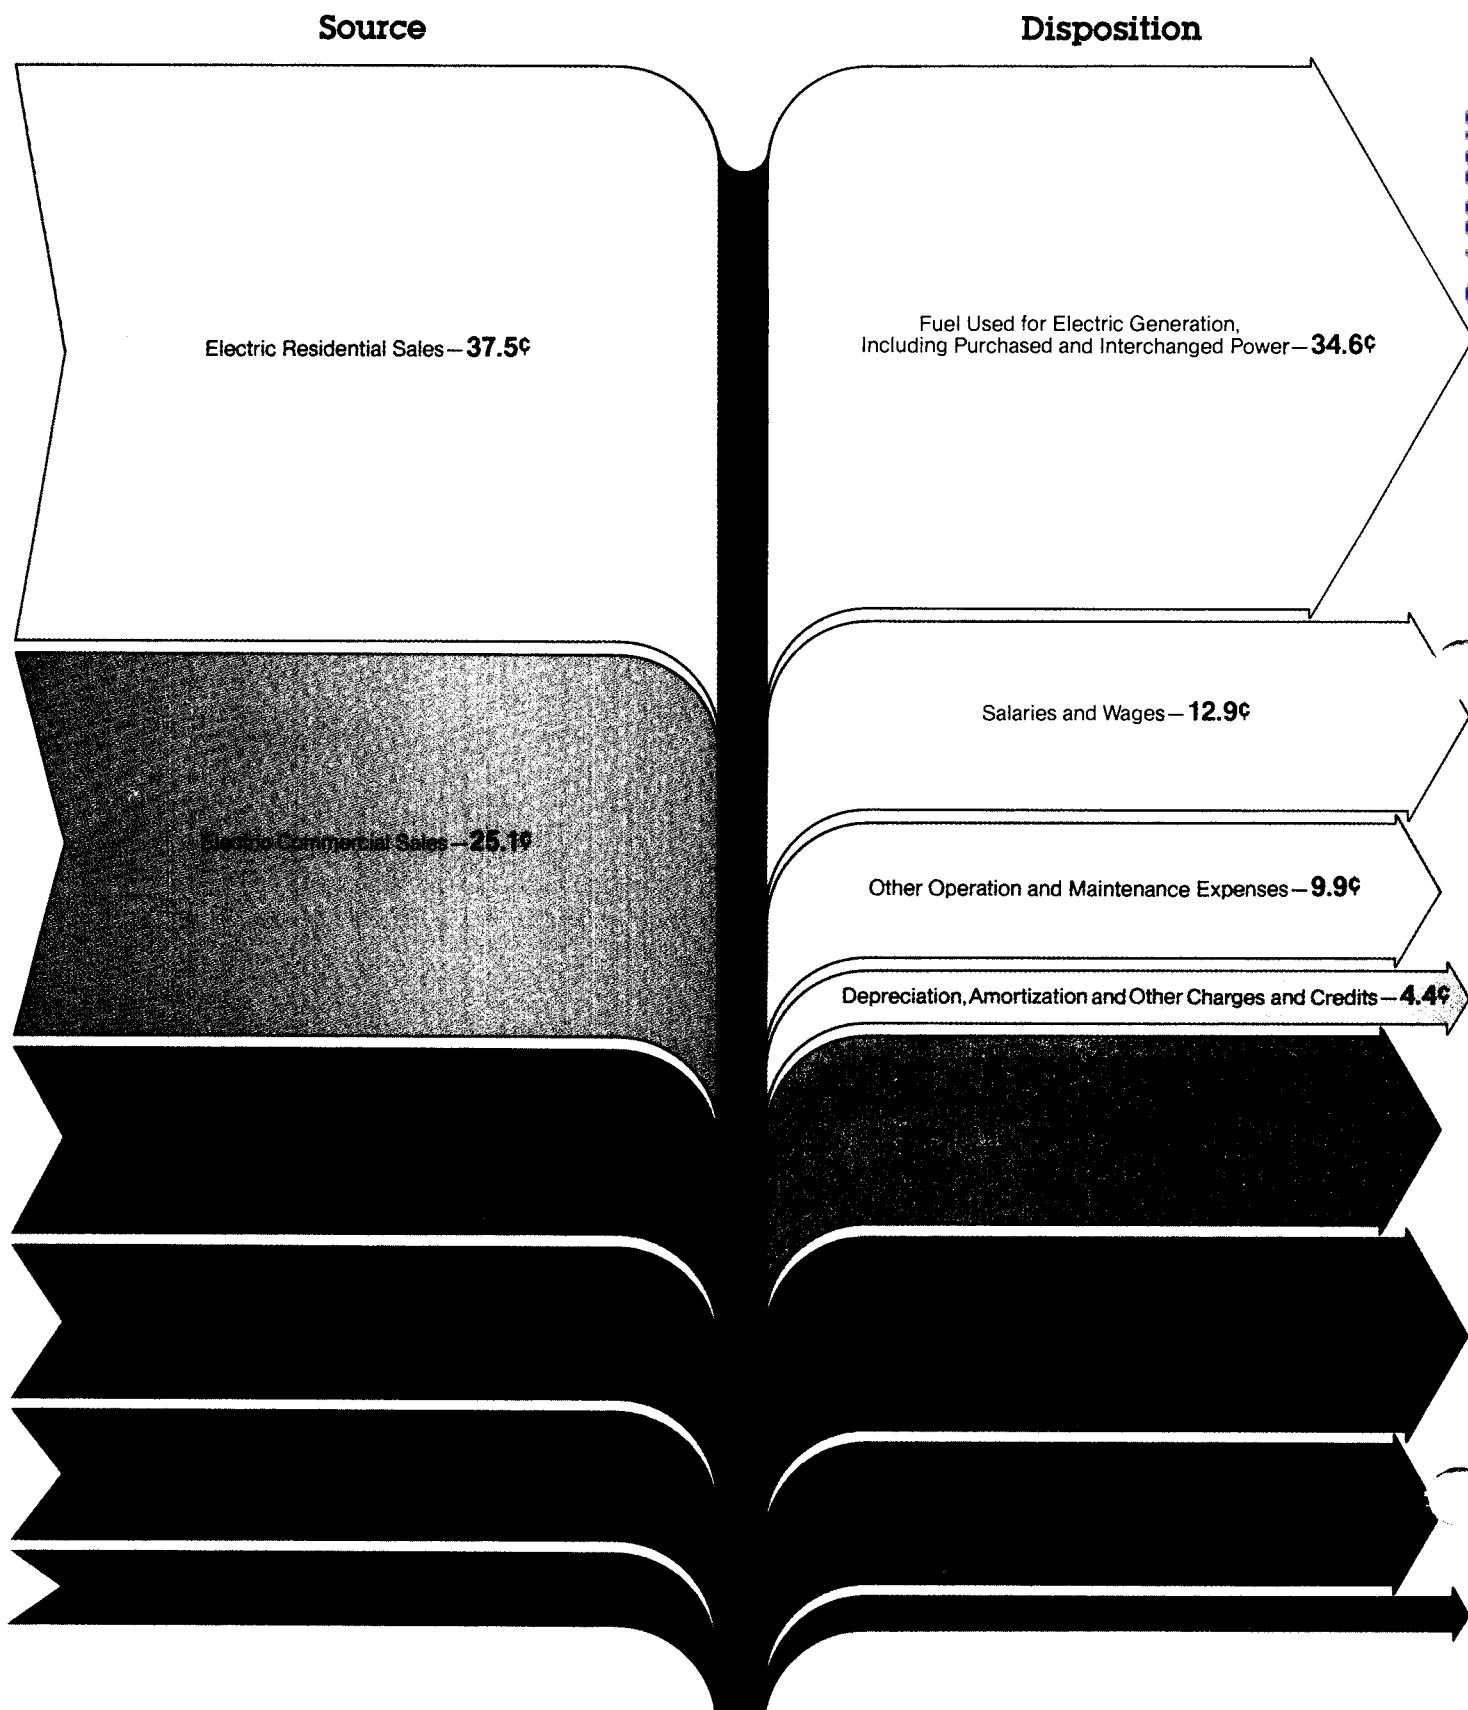 Source
Disposition
Electric Residential Sales—37.5¢
Fuel Used for Electric Generation,
Including Purchased and Interchanged Power—34.6¢
Salaries and Wages—12.9¢
Electric Commercial Sales—25.1¢
Other Operation and Maintenance Expenses—9.9¢
Depreciation, Amortization and Other Charges and Credits—4.4¢